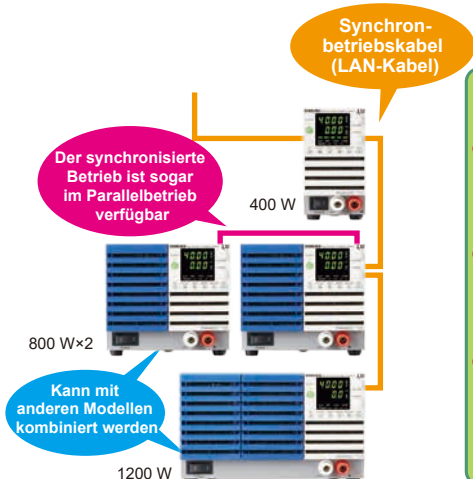 Synchron-
betriebskabel
(LAN-Kabel)
Der synchronisierte
Betrieb ist sogar
im Parallelbetrieb
verfügbar
400 W
800 W×2
Kann mit
anderen Modellen
kombiniert werden
1200 W